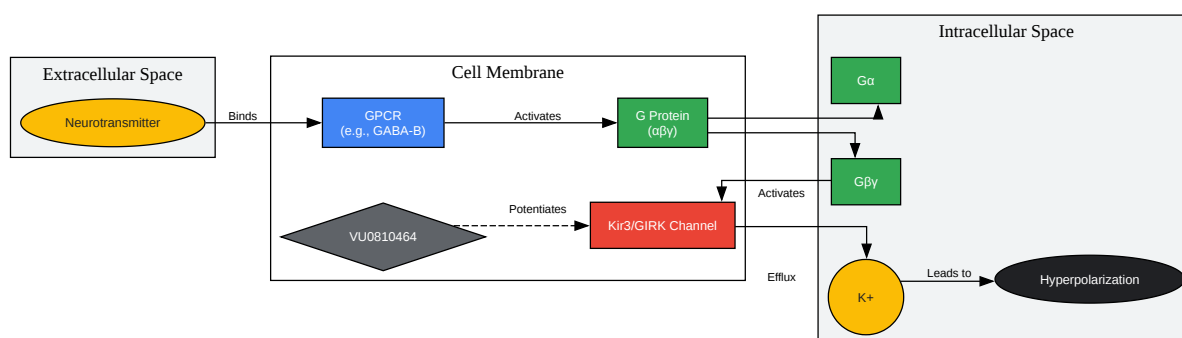 Extracellular Space
Neurotransmitter
Binds
Cell Membrane
GPCR
(e.g., GABA-B)
Activates
G Protein
(αβγ)
VU0810464
Potentiates
Kir3/GIRK Channel
Intracellular Space
Gα
Gβγ
Activates
Efflux
K+
Leads to
Hyperpolarization